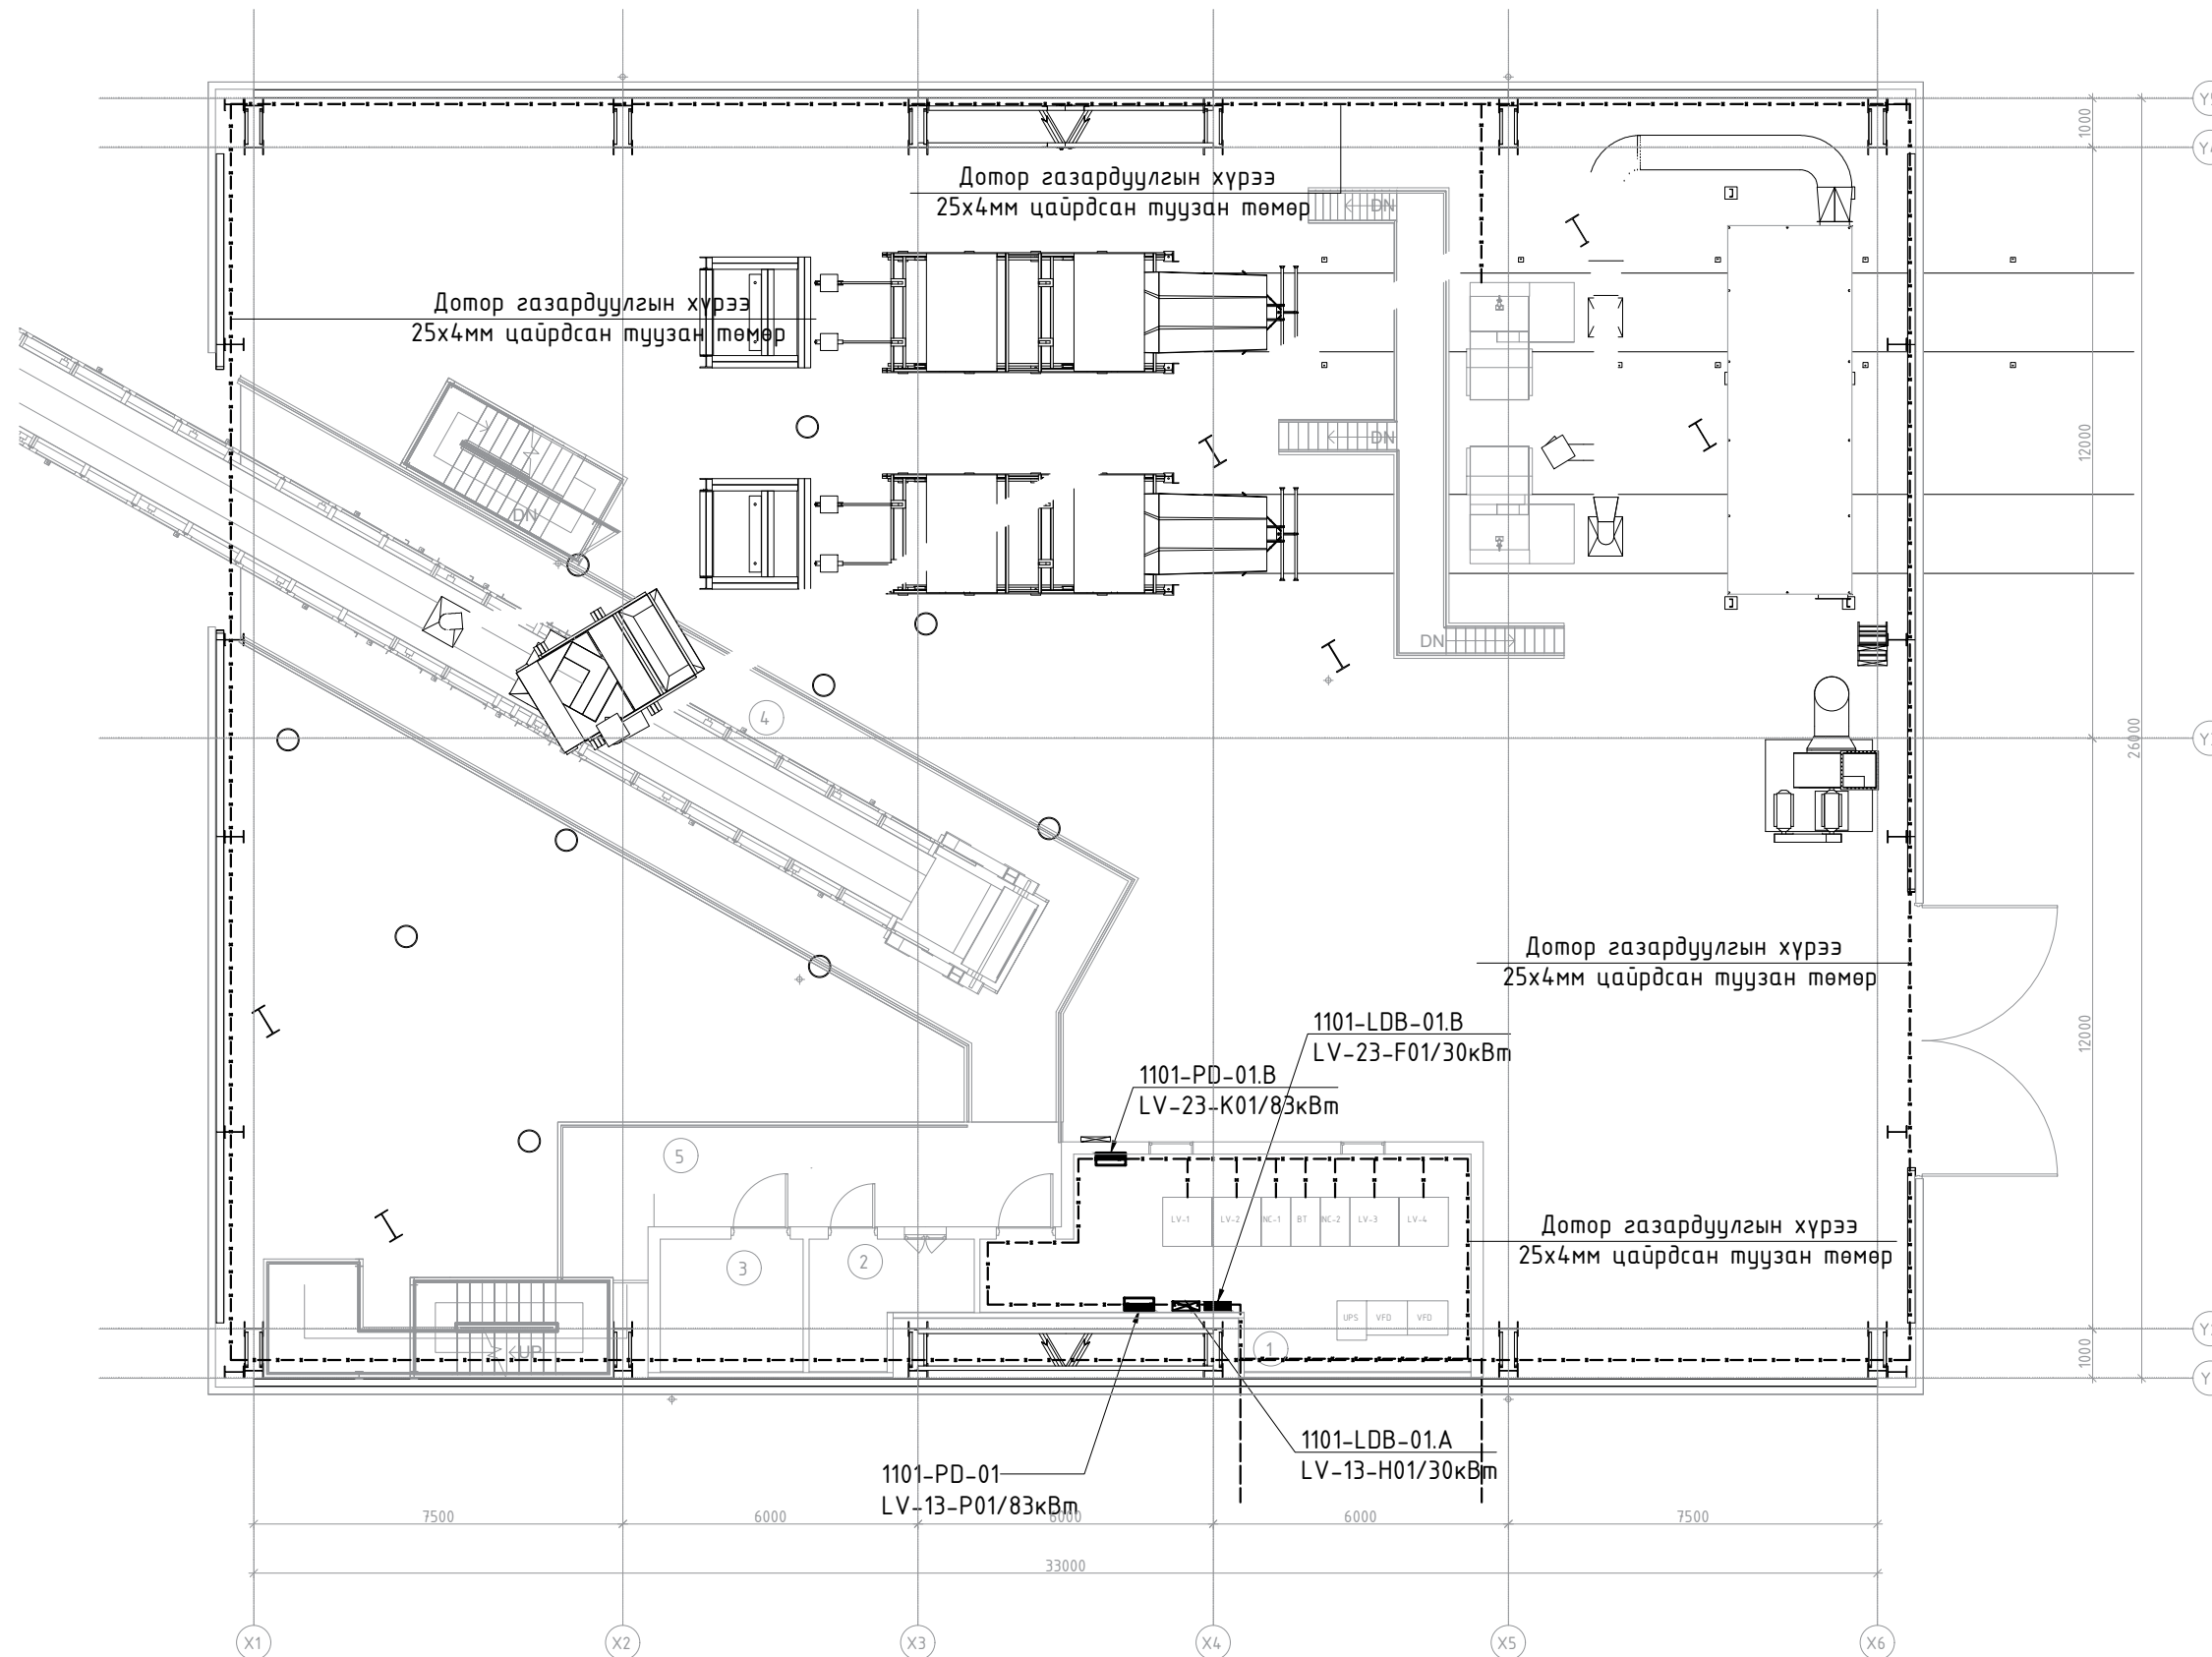 Дотор газардуулгын хүрээ
25х4мм цайрдсан туузан төмөр
DN
Дотор газардуулгын хүрээ
25х4мм цайрдсан туузан төмөр
DN
DN
DN
4
1000
12000
26000
12000
1000
Дотор газардуулгын хүрээ
25х4мм цайрдсан туузан төмөр
1101-LDB-01.B
LV-23-F01/30кВт
1101-PD-01.B
LV-23-K01/83кВт
5
3
2
LV-1
LV-2
NC-1
BT
NC-2
LV-3
LV-4
Дотор газардуулгын хүрээ
25х4мм цайрдсан туузан төмөр
UPS
VFD
VFD
1
UP
1101-LDB-01.A
LV-13-H01/30кВт
1101-PD-01
LV-13-P01/83кВт
7500
6000
6000
6000
7500
33000
X1
X2
X3
X4
X5
X6